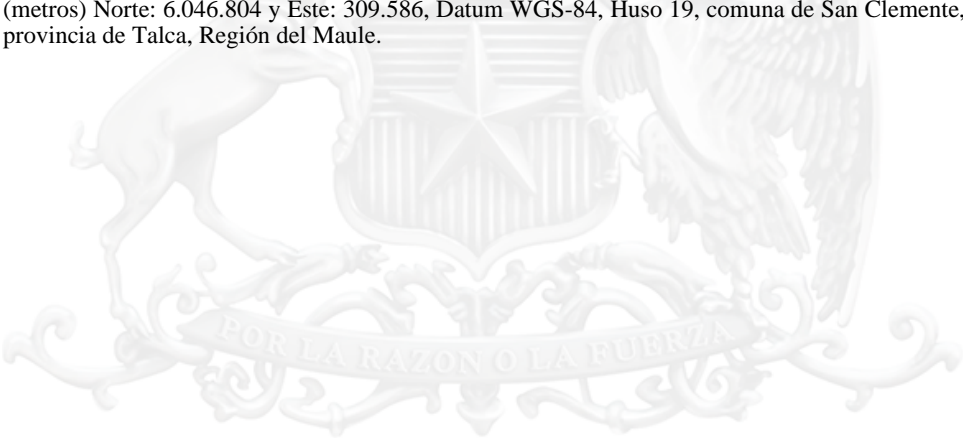 (metros) Norte: 6.046.804 y Este: 309.586, Datum WGS-84, Huso 19, comuna de San Clemente,
provincia de Talca, Región del Maule.
POR LA RAZON O LA FUERZA